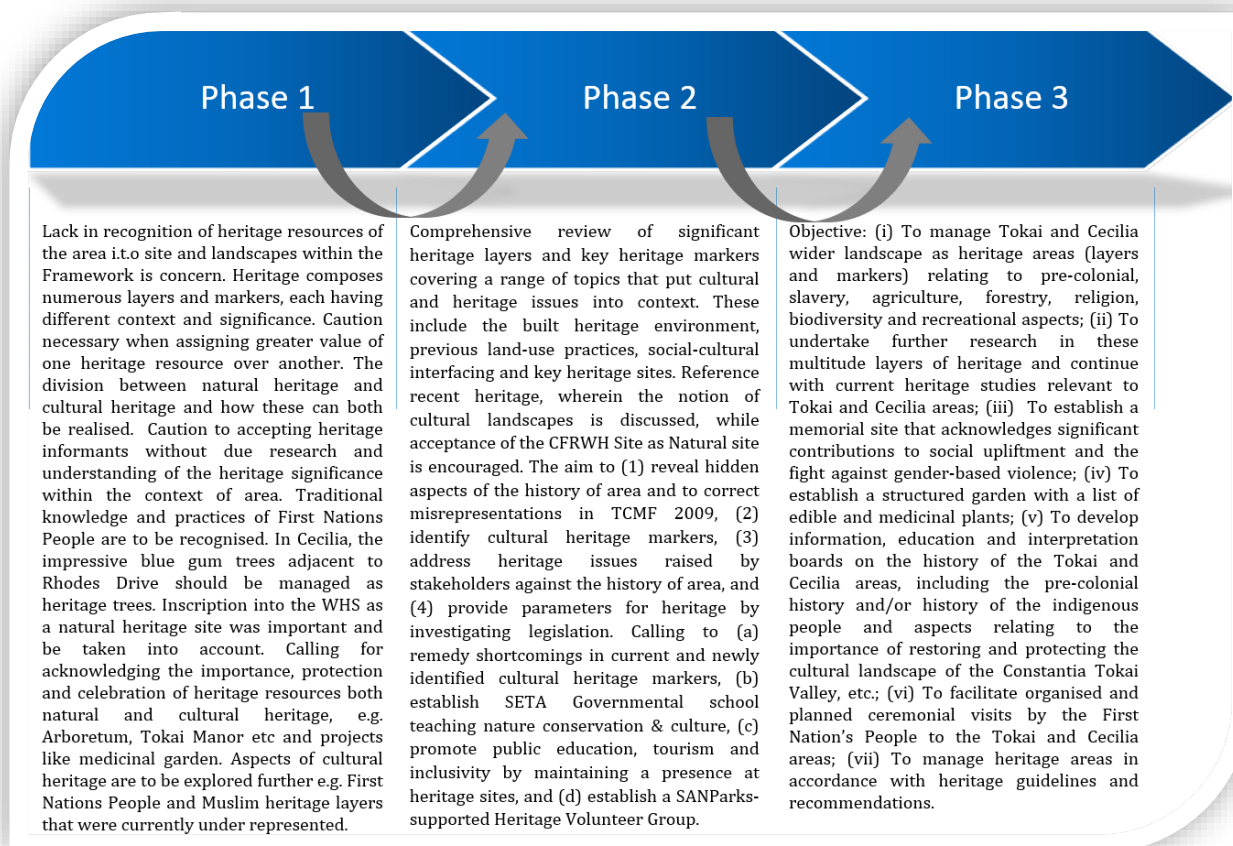 Phase 1
Phase 2
Phase 3
Lack in recognition of heritage resources of
the area i.t.o site and landscapes within the
Framework is concern. Heritage composes
numerous layers and markers, each having
different context and significance. Caution
necessary when assigning greater value of
one heritage resource over another. The
division between natural heritage and
cultural heritage and how these can both
be realised. Caution to accepting heritage
informants without due research and
understanding of the heritage significance
within the context of area. Traditional
knowledge and practices of First Nations
People are to be recognised. In Cecilia, the
impressive blue gum trees adjacent to
Rhodes Drive should be managed as
heritage trees. Inscription into the WHS as
a natural heritage site was important and
be taken into account. Calling for
acknowledging the importance, protection
and celebration of heritage resources both
natural and cultural heritage, e.g.
Arboretum, Tokai Manor etc and projects
like medicinal garden. Aspects of cultural
heritage are to be explored further e.g. First
Nations People and Muslim heritage layers
that were currently under represented.
Comprehensive review of significant
heritage layers and key heritage markers
covering a range of topics that put cultural
and heritage issues into context. These
include the built heritage environment,
previous land-use practices, social-cultural
interfacing and key heritage sites. Reference
recent heritage, wherein the notion of
cultural landscapes is discussed, while
acceptance of the CFRWH Site as Natural site
is encouraged. The aim to (1) reveal hidden
aspects of the history of area and to correct
misrepresentations in TCMF 2009, (2)
identify cultural heritage markers, (3)
address heritage issues raised by
stakeholders against the history of area, and
(4) provide parameters for heritage by
investigating legislation. Calling to (a)
remedy shortcomings in current and newly
identified cultural heritage markers, (b)
establish SETA Governmental school
teaching nature conservation & culture, (c)
promote public education, tourism and
inclusivity by maintaining a presence at
heritage sites, and (d) establish a SANParks-
supported Heritage Volunteer Group.
Objective: (i) To manage Tokai and Cecilia
wider landscape as heritage areas (layers
and markers) relating to pre-colonial,
slavery, agriculture, forestry, religion,
biodiversity and recreational aspects; (ii) To
undertake further research in these
multitude layers of heritage and continue
with current heritage studies relevant to
Tokai and Cecilia areas; (iii) To establish a
memorial site that acknowledges significant
contributions to social upliftment and the
fight against gender-based violence; (iv) To
establish a structured garden with a list of
edible and medicinal plants; (v) To develop
information, education and interpretation
boards on the history of the Tokai and
Cecilia areas, including the pre-colonial
history and/or history of the indigenous
people and aspects relating to the
importance of restoring and protecting the
cultural landscape of the Constantia Tokai
Valley, etc.; (vi) To facilitate organised and
planned ceremonial visits by the First
Nation's People to the Tokai and Cecilia
areas; (vii) To manage heritage areas in
accordance with heritage guidelines and
recommendations.